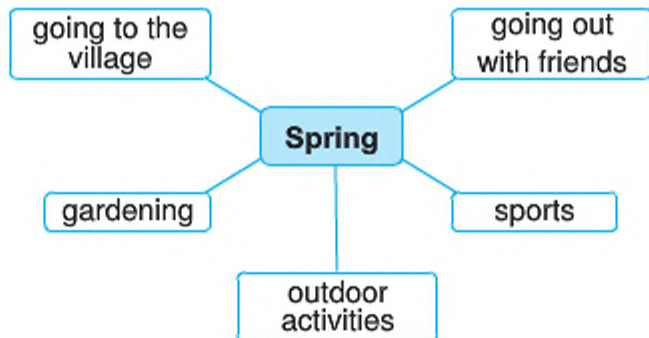 going to the
village
going out
with friends
Spring
gardening
sports
outdoor
activities